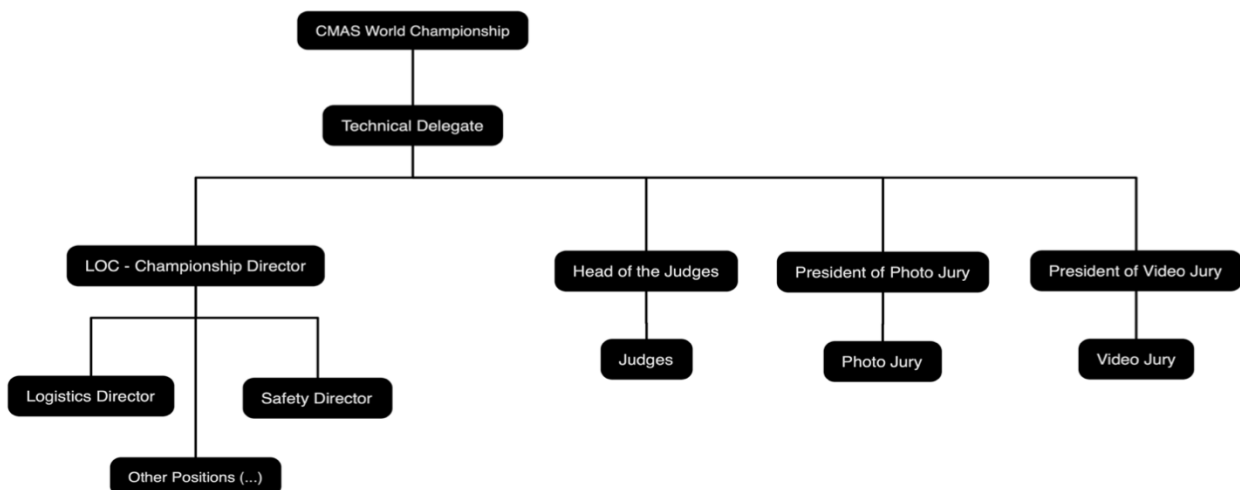 CMAS World Championship
Technical Delegate
LOC - Championship Director
Head of the Judges
President of Photo Jury
President of Video Jury
Judges
Photo Jury
Video Jury
Logistics Director
Safety Director
Other Positions (...)